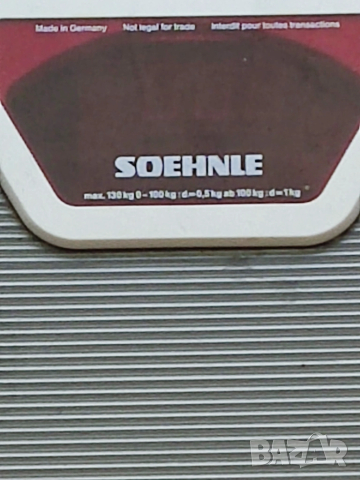 Made in Germany Not legal for trade Interdit pour toutes transactions
SOEHNLE
max. 130 kg 0-100 kg : d=0,5 kg ab 100 kg : d=1 kg
BAZAR